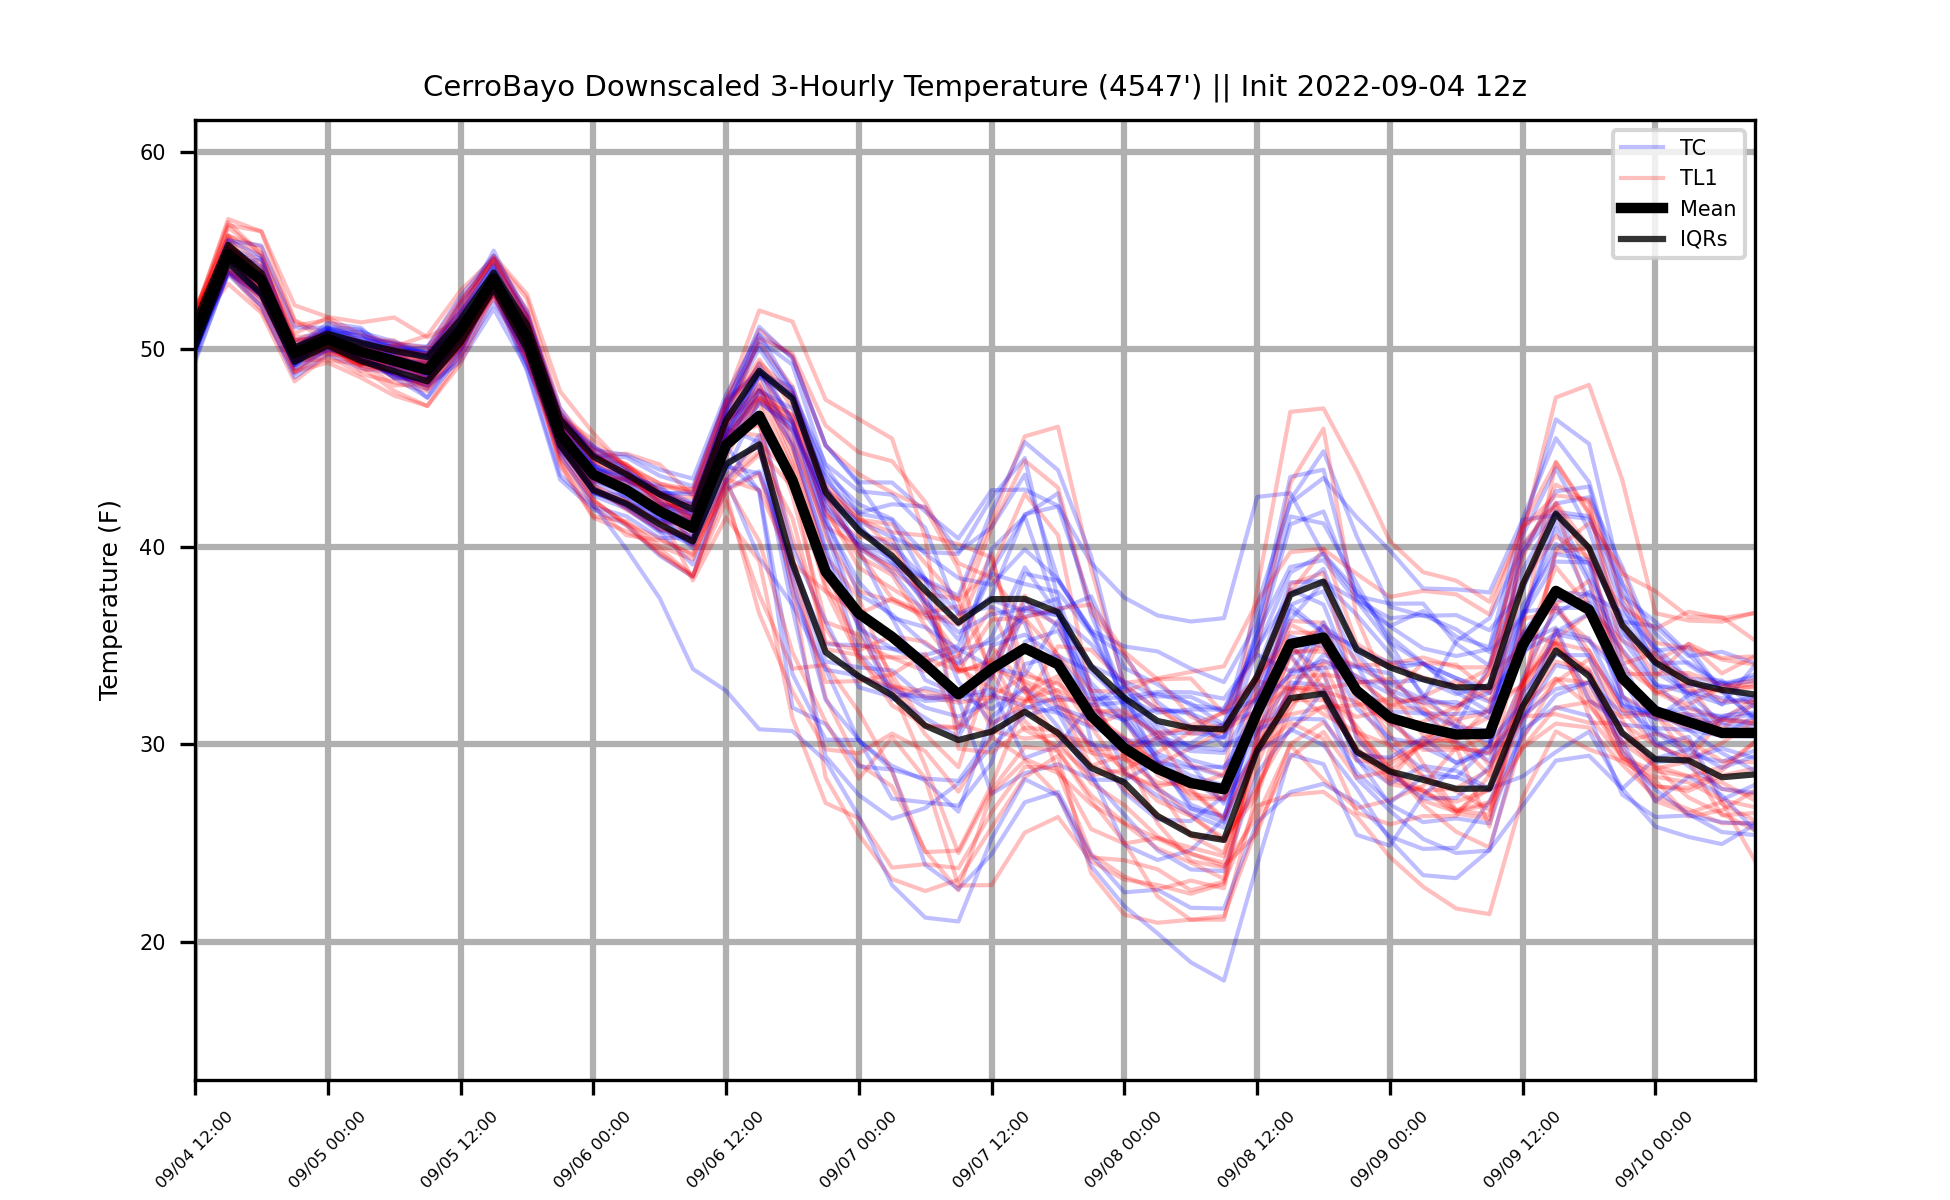 CerroBayo Downscaled 3-Hourly Temperature (4547') || Init 2022-09-04 12z
TC
TL1
Mean
IQRs
Temperature (F)
60
50
40
30
20
09/04 12:00
09/05 00:00
09/05 12:00
09/06 00:00
09/06 12:00
09/07 00:00
09/07 12:00
09/08 00:00
09/08 12:00
09/09 00:00
09/09 12:00
09/10 00:00